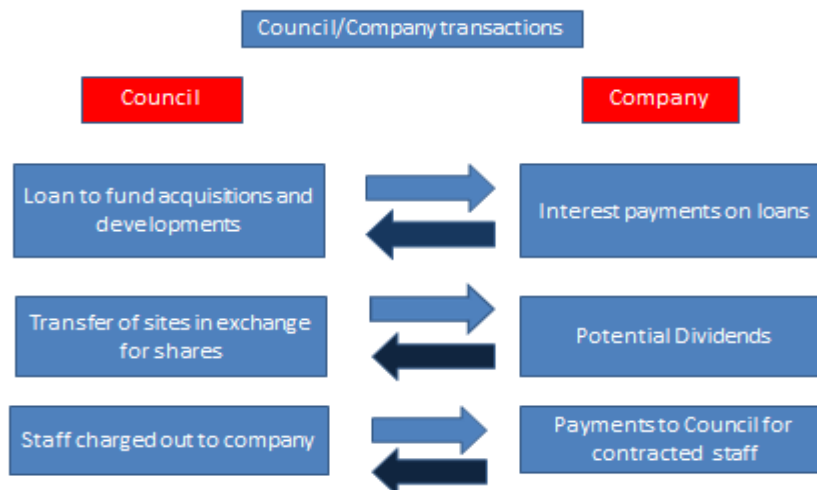 Council/Company transactions
Council
Company
Loan to fund acquisitions and
developments
Interest payments on loans
Transfer of sites in exchange
for shares
Potential Dividends
Staff charged out to company
Payments to Council for
contracted staff